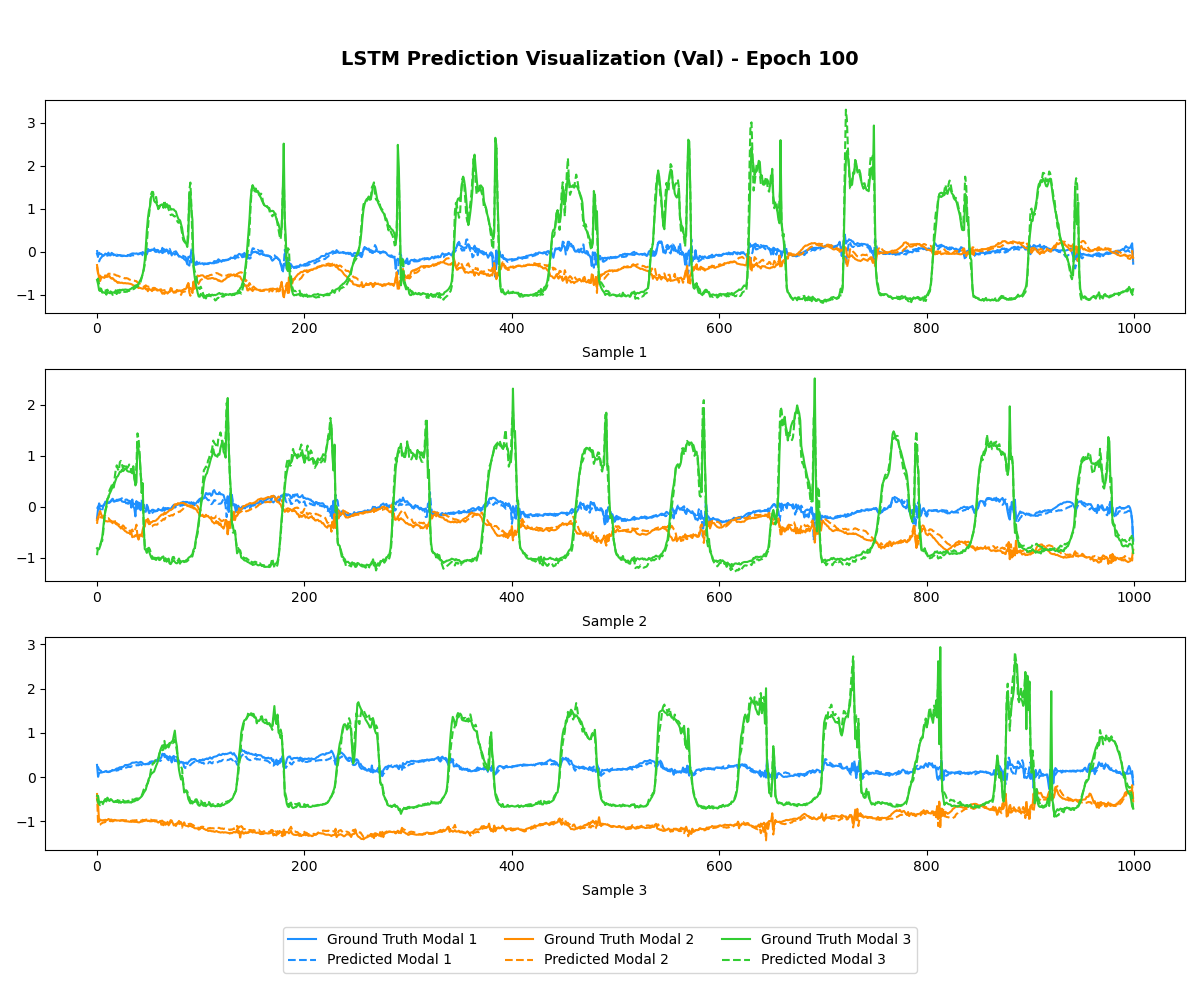 LSTM Prediction Visualization (Val) - Epoch 100
3
2
1
0
−1
0 200 400 600 800 1000
Sample 1
2
1
0
−1
0 200 400 600 800 1000
Sample 2
3
2
1
0
−1
0 200 400 600 800 1000
Sample 3
Ground Truth Modal 1 Ground Truth Modal 2 Ground Truth Modal 3
Predicted Modal 1 Predicted Modal 2 Predicted Modal 3